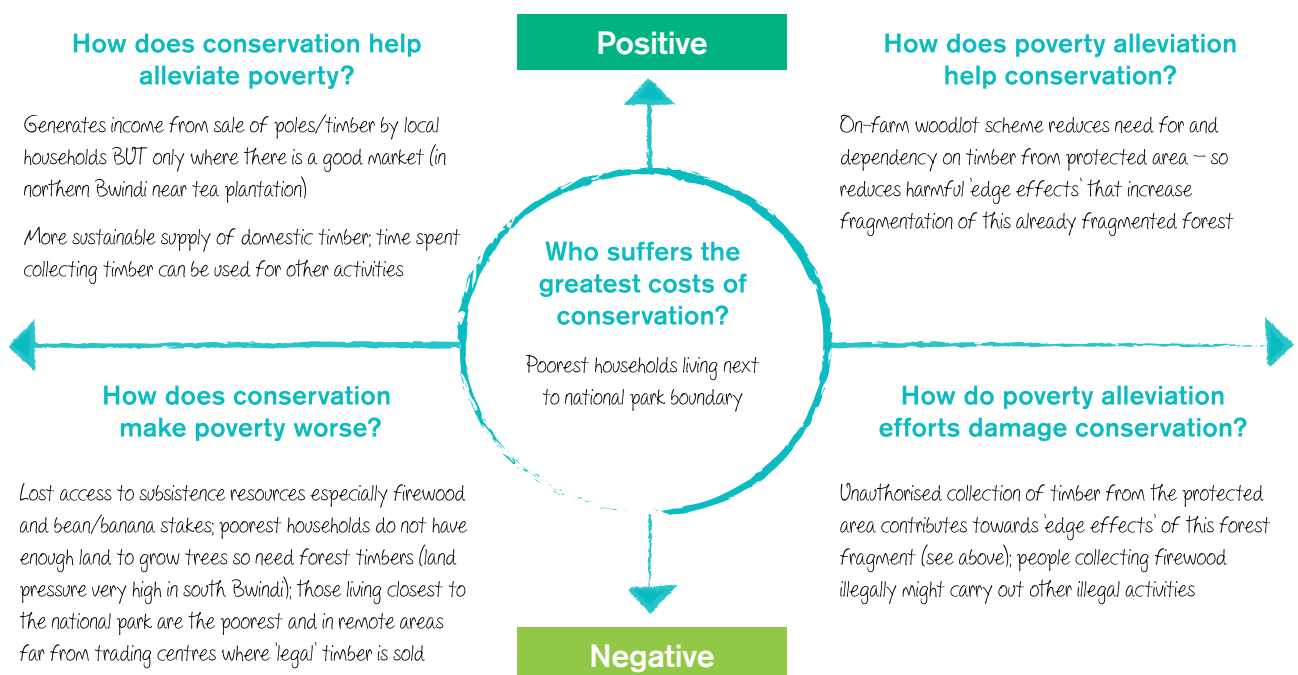 Positive
How does conservation help
alleviate poverty?
Generates income from sale of poles/timber by local
households BUT only where there is a good market (in
northern Bwindi near tea plantation)
More sustainable supply of domestic timber; time spent
collecting timber can be used for other activities
How does poverty alleviation
help conservation?
On-farm woodlot scheme reduces need for and
dependency on timber from protected area – so
reduces harmful 'edge effects' that increase
fragmentation of this already fragmented forest
Who suffers the
greatest costs of
conservation?
Poorest households living next
to national park boundary
How does conservation
make poverty worse?
Lost access to subsistence resources especially firewood
and bean/banana stakes; poorest households do not have
enough land to grow trees so need forest timbers (land
pressure very high in south Bwindi); those living closest to
the national park are the poorest and in remote areas
far from trading centres where 'legal' timber is sold
How do poverty alleviation
efforts damage conservation?
Unauthorised collection of timber from the protected
area contributes towards 'edge effects' of this forest
fragment (see above); people collecting firewood
illegally might carry out other illegal activities
Negative